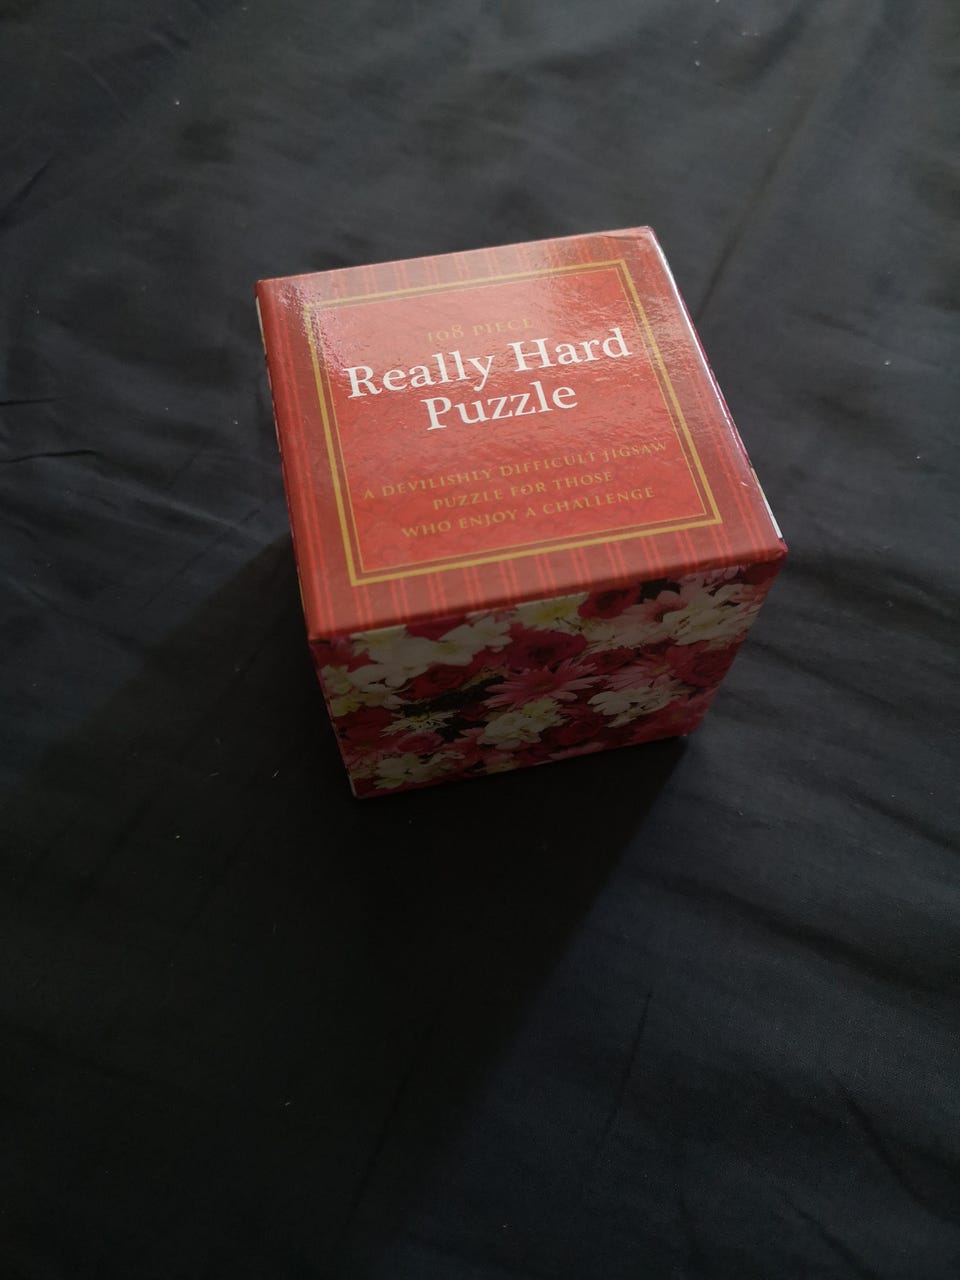 108 PIECE
Really Hard
Puzzle
A DEVILISHLY DIFFICULT JIGSAW
PUZZLE FOR THOSE
WHO ENJOY A CHALLENGE